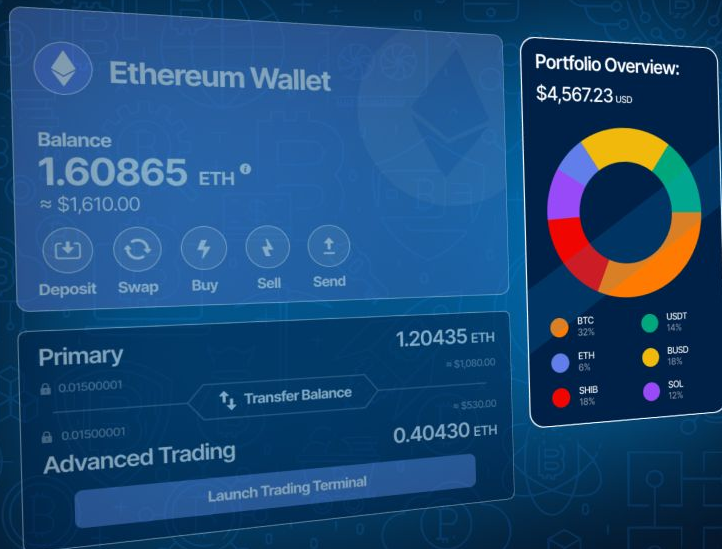 Ethereum Wallet
Balance
1.60865 ETH i
≈ $1,610.00
Deposit Swap Buy Sell Send
Primary
1.20435 ETH
≈ $1,080.00
0.01500001
Transfer Balance
0.01500001
≈ $530.00
Advanced Trading
0.40430 ETH
Launch Trading Terminal
Portfolio Overview:
$4,567.23 USD
BTC
32%
USDT
14%
ETH
6%
BUSD
18%
SHIB
18%
SOL
12%